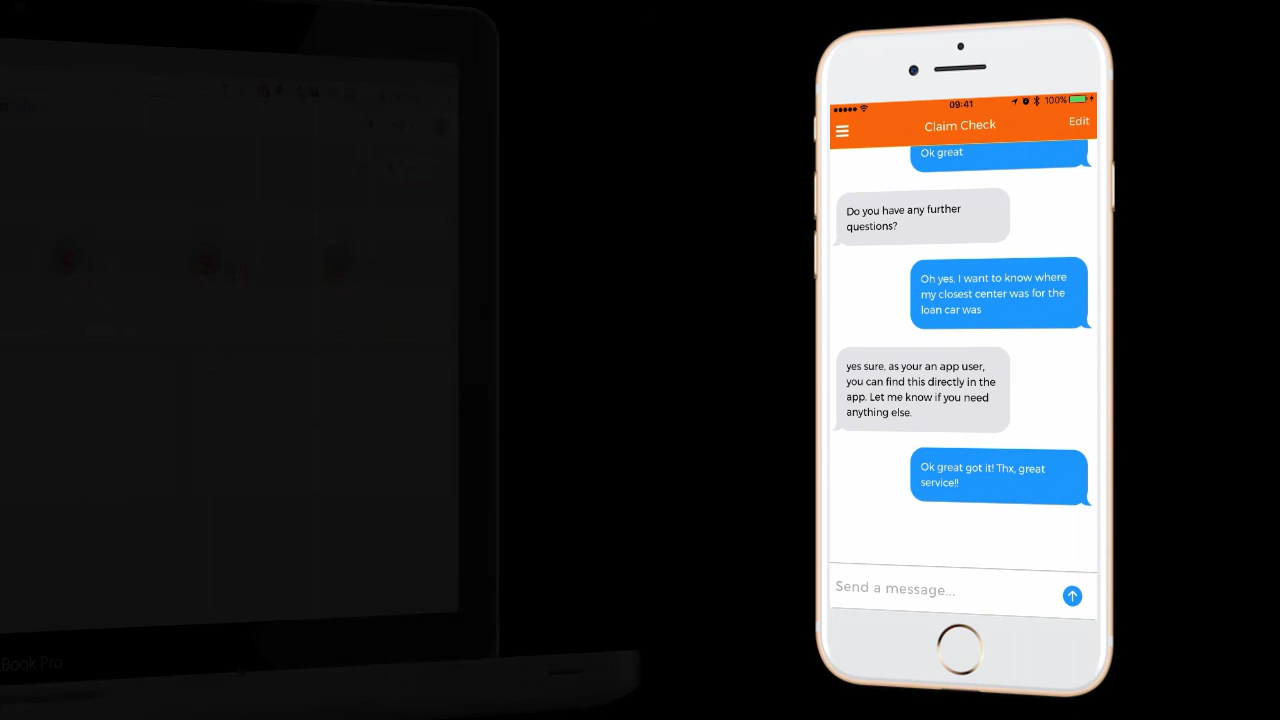 09:41
100%
Claim Check
Edit
Ok great
Do you have any further
questions?
Oh yes, I want to know where
my closest center was for the
loan car was
yes sure, as your an app user,
you can find this directly in the
app. Let me know if you need
anything else.
Ok great got it! Thx, great
service!!
Send a message...
Book Pro